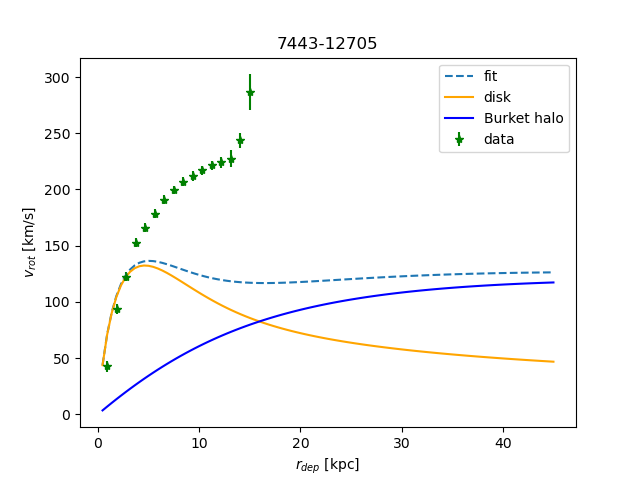 7443-12705
300
250
200
150
100
50
0
v_rot [km/s]
0 10 20 30 40
r_dep [kpc]
fit
disk
Burket halo
data